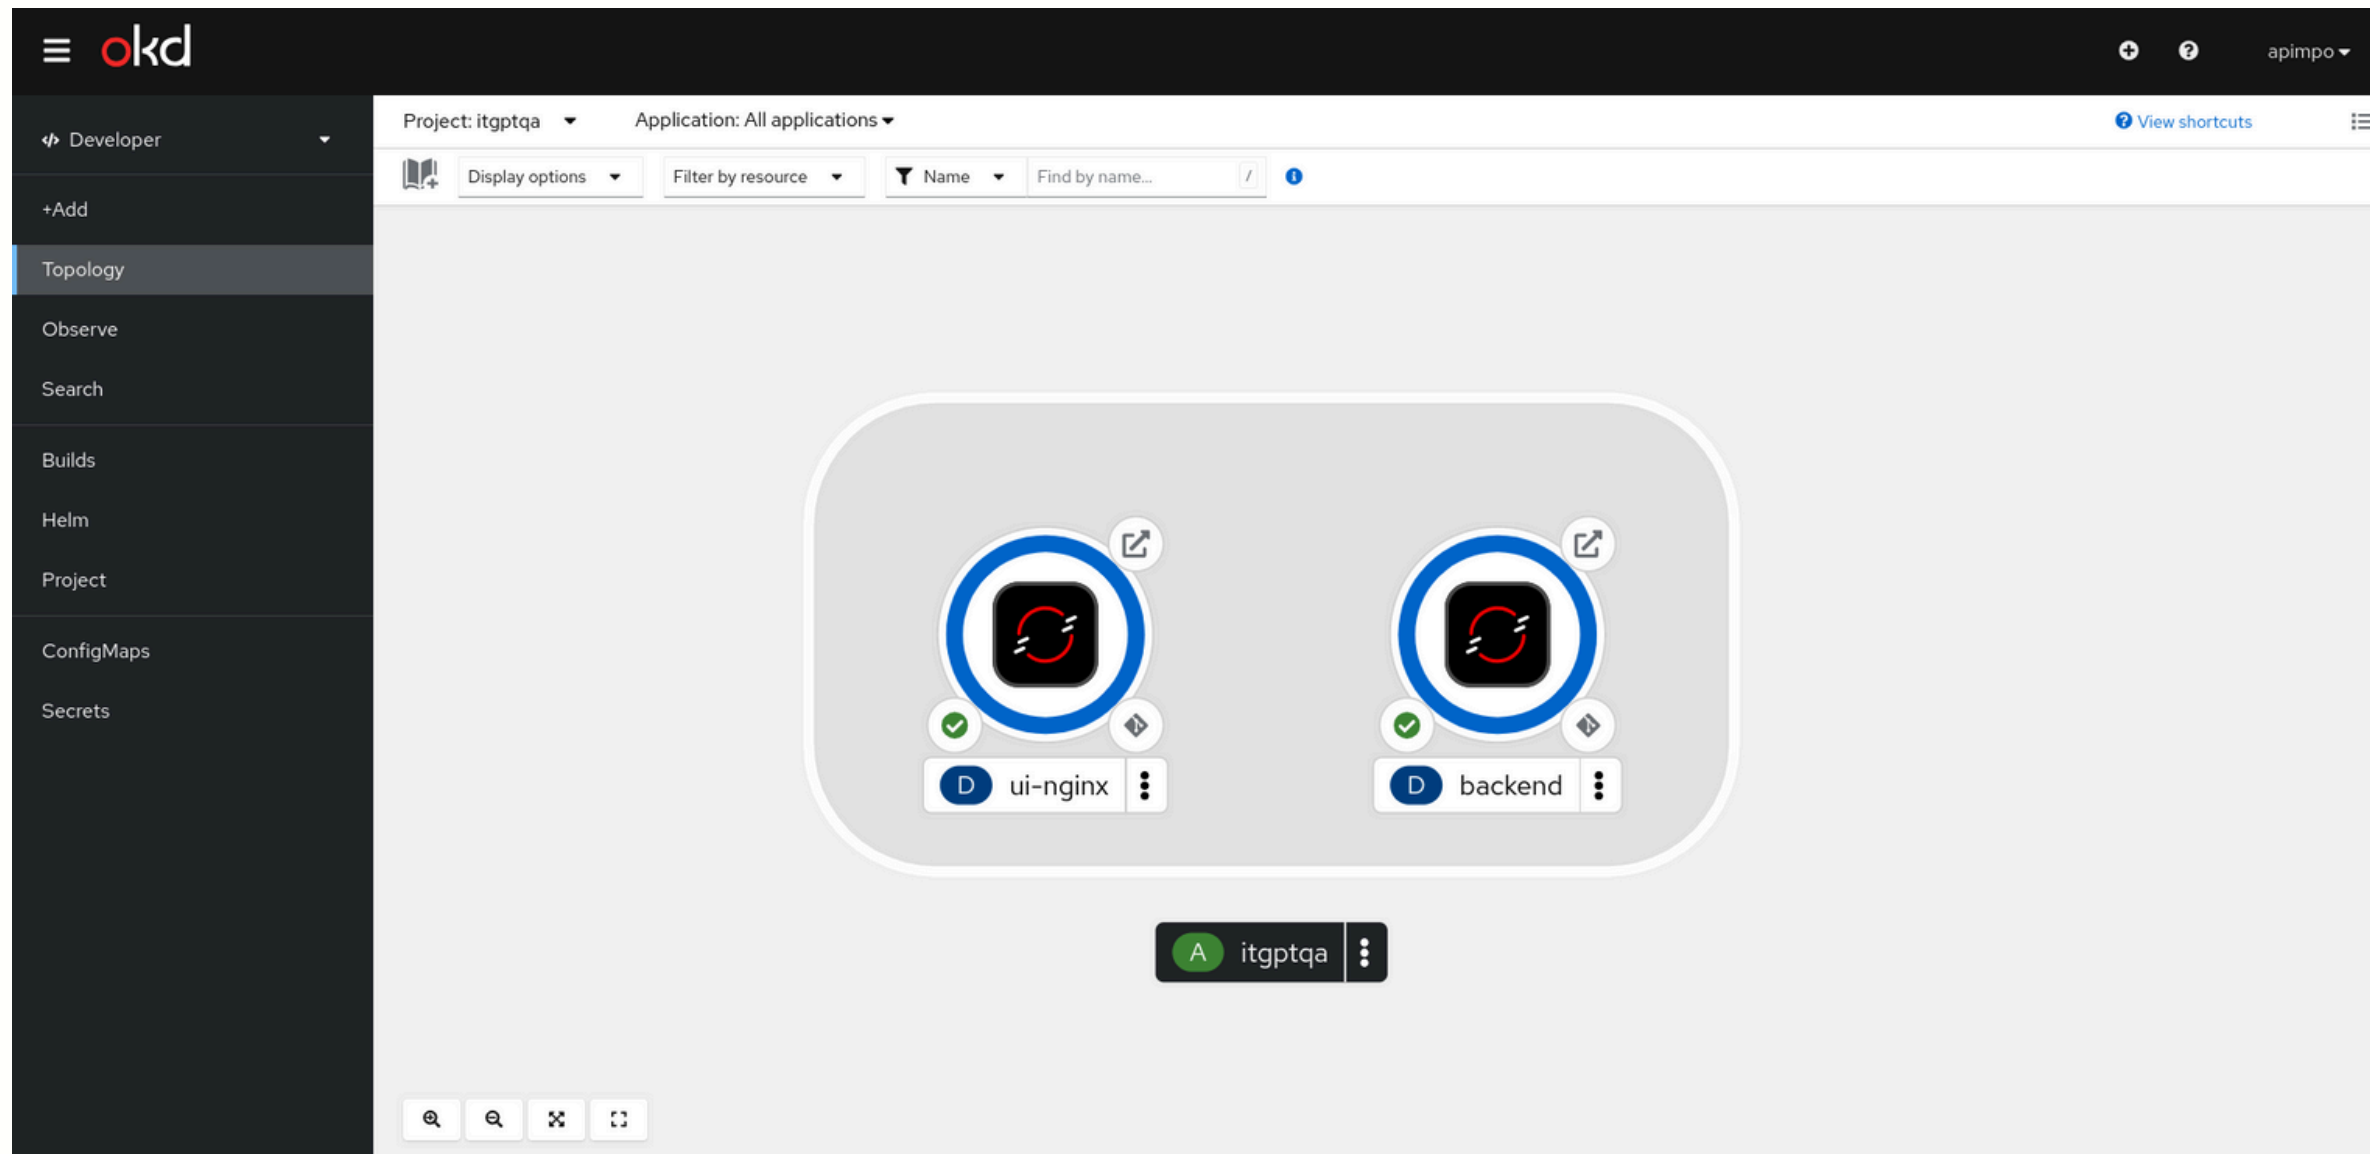 okd
apimpo
Developer
Project: itgptqa
Application: All applications
View shortcuts
Display options
Filter by resource
Name
Find by name...
/
+Add
Topology
Observe
Search
Builds
Helm
Project
ConfigMaps
Secrets
D ui-nginx
D backend
A itgptqa